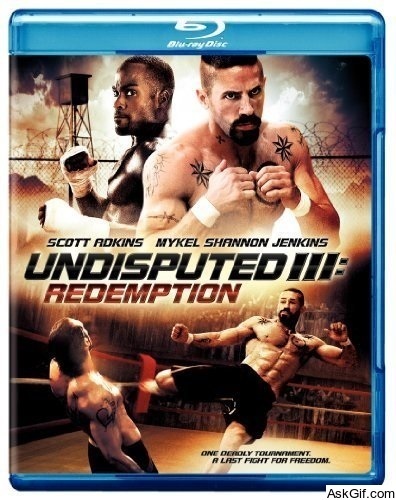 Blu-ray Disc
SCOTT ADKINS MYKEL SHANNON JENKINS
UNDISPUTED III:
REDEMPTION
ONE DEADLY TOURNAMENT.
A LAST FIGHT FOR FREEDOM.
AskGif.com